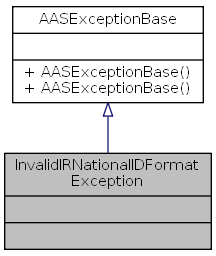 AASExceptionBase
+ AASExceptionBase()
+ AASExceptionBase()
InvalidIRNationalIDFormat
Exception